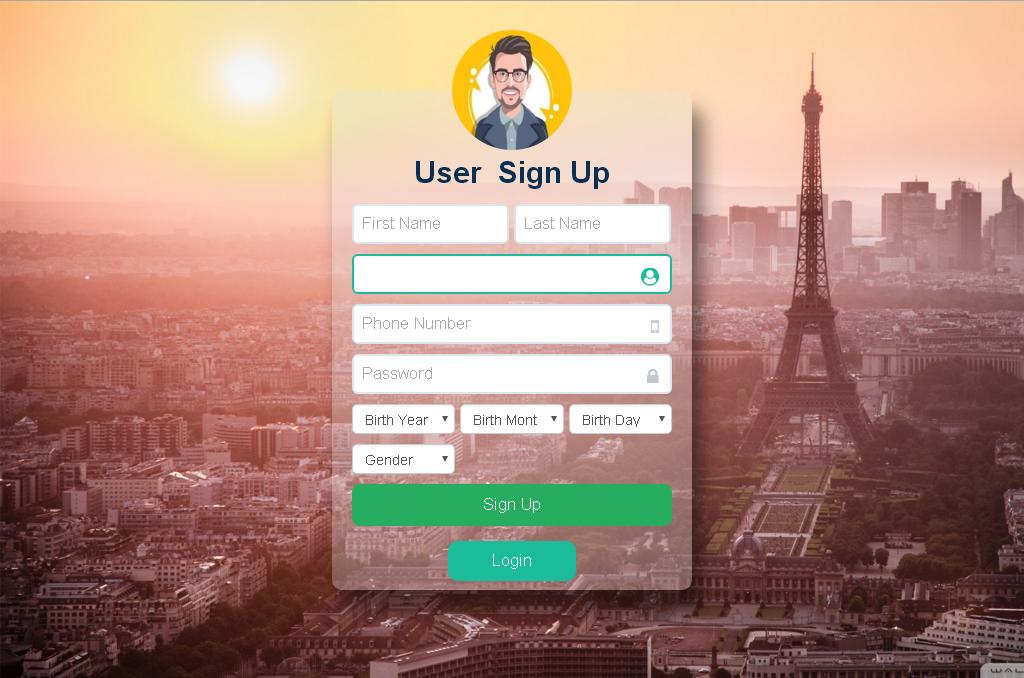 User Sign Up
First Name Last Name
Phone Number
Password
Birth Year Birth Mont Birth Day
Gender
Sign Up
Login